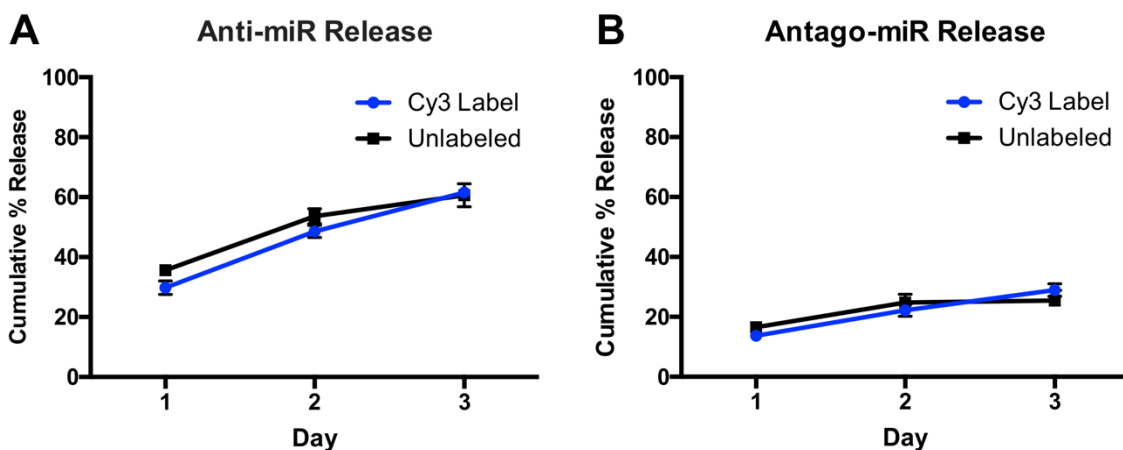 A
Anti-miR Release
Cumulative % Release
100
80
60
40
20
0
Cy3 Label
Unlabeled
1 2 3
Day
B
Antago-miR Release
Cumulative % Release
100
80
60
40
20
0
Cy3 Label
Unlabeled
1 2 3
Day